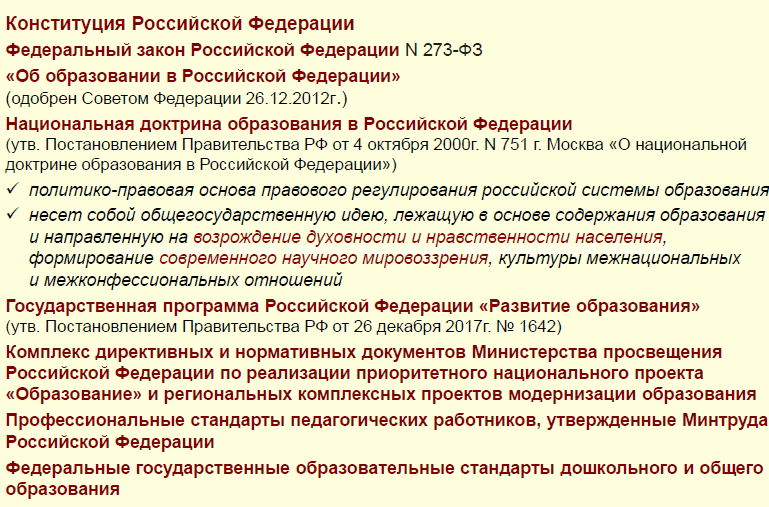 Конституция Российской Федерации
Федеральный закон Российской Федерации N 273-ФЗ
«Об образовании в Российской Федерации»
(одобрен Советом Федерации 26.12.2012г.)
Национальная доктрина образования в Российской Федерации
(утв. Постановлением Правительства РФ от 4 октября 2000г. N 751 г. Москва «О национальной
доктрине образования в Российской Федерации»)
✓ политико-правовая основа правового регулирования российской системы образования
✓ несет собой общегосударственную идею, лежащую в основе содержания образования
и направленную на возрождение духовности и нравственности населения,
формирование современного научного мировоззрения, культуры межнациональных
и межконфессиональных отношений
Государственная программа Российской Федерации «Развитие образования»
(утв. Постановлением Правительства РФ от 26 декабря 2017г. № 1642)
Комплекс директивных и нормативных документов Министерства просвещения
Российской Федерации по реализации приоритетного национального проекта
«Образование» и региональных комплексных проектов модернизации образования
Профессиональные стандарты педагогических работников, утвержденные Минтруда
Российской Федерации
Федеральные государственные образовательные стандарты дошкольного и общего
образования